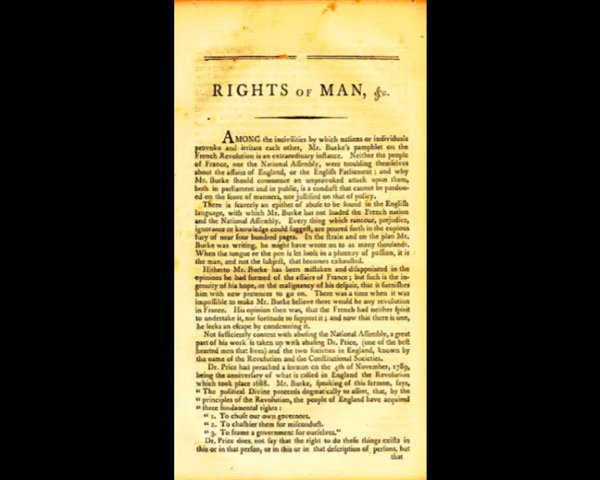 RIGHTS OF MAN, &c.
AMONG the incivilities by which nations or individuals
provoke and irritate each other, Mr. Burke's pamphlet on the
French Revolution is an extraordinary instance. Neither the people
of France, nor the National Assembly, were troubling themselves
about the affairs of England, or the English Parliament; and why
Mr. Burke should commence an unprovoked attack upon them,
both in parliament and in public, is a conduct that cannot be pardon-
ed on the score of manners, nor justified on that of policy.
There is scarcely an epithet of abuse to be found in the English
language, with which Mr. Burke has not loaded the French nation
and the National Assembly. Every thing which rancour, prejudice,
ignorance or knowledge could suggest, are poured forth in the copious
fury of near four hundred pages. In the strain and on the plan Mr.
Burke was writing, he might have wrote on to as many thousands.
When the tongue or the pen is let loose in a phrenzy of passion, it is
the man, and not the subject, that becomes exhausted.
Hitherto Mr. Burke has been mistaken and disappointed in the
opinions he had formed of the affairs of France; but such is the in-
genuity of his hope, or the malignancy of his despair, that it furnishes
him with new pretences to go on. There was a time when it was
impossible to make Mr. Burke believe there would be any revolution
in France. His opinion then was, that the French had neither spirit
to undertake it, nor fortitude to support it; and now that there is one,
he seeks an escape by condemning it.
Not sufficiently content with abusing the National Assembly, a great
part of his work is taken up with abusing Dr. Price, (one of the best
hearted men that lives) and the two societies in England, known by
the name of the Revolution and the Constitutional Societies.
Dr. Price had preached a sermon on the 4th of November, 1789,
being the anniversary of what is called in England the Revolution
which took place 1688. Mr. Burke, speaking of this sermon, says,
"The political Divine proceeds dogmatically to assert, that, by the
"principles of the Revolution, the people of England have acquired
"three fundamental rights:
"1. To chuse our own governors.
"2. To cashier them for misconduct.
"3. To frame a government for ourselves."
Dr. Price does not say that the right to do these things exists in
this or in that person, or in this or in that description of persons, but
that